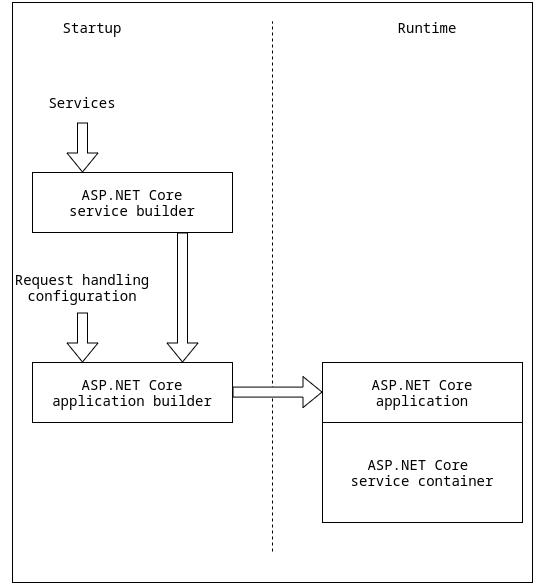 Startup
Runtime
Services
ASP.NET Core
service builder
Request handling
configuration
ASP.NET Core
application builder
ASP.NET Core
application
ASP.NET Core
service container